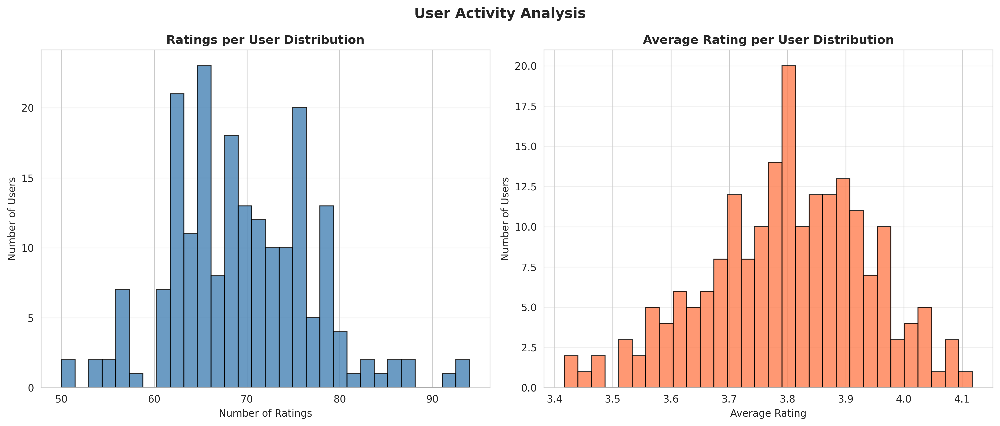 User Activity Analysis
Ratings per User Distribution
Number of Users
20
15
10
5
0
50 60 70 80 90
Number of Ratings
Average Rating per User Distribution
Number of Users
20.0
17.5
15.0
12.5
10.0
7.5
5.0
2.5
0.0
3.4 3.5 3.6 3.7 3.8 3.9 4.0 4.1
Average Rating